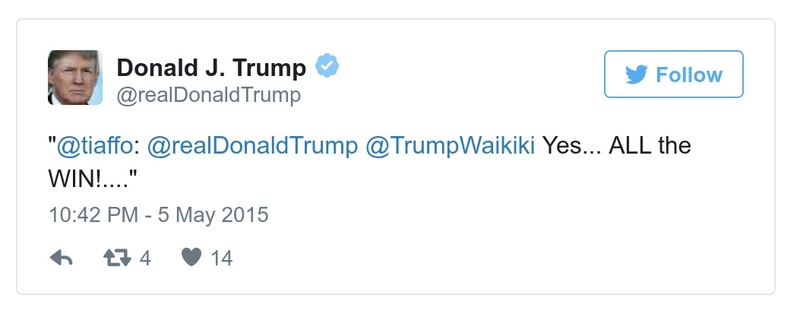 Donald J. Trump
@realDonaldTrump
Follow
"@tiaffo: @realDonaldTrump @TrumpWaikiki Yes... ALL the
WIN!...."
10:42 PM - 5 May 2015
4 14